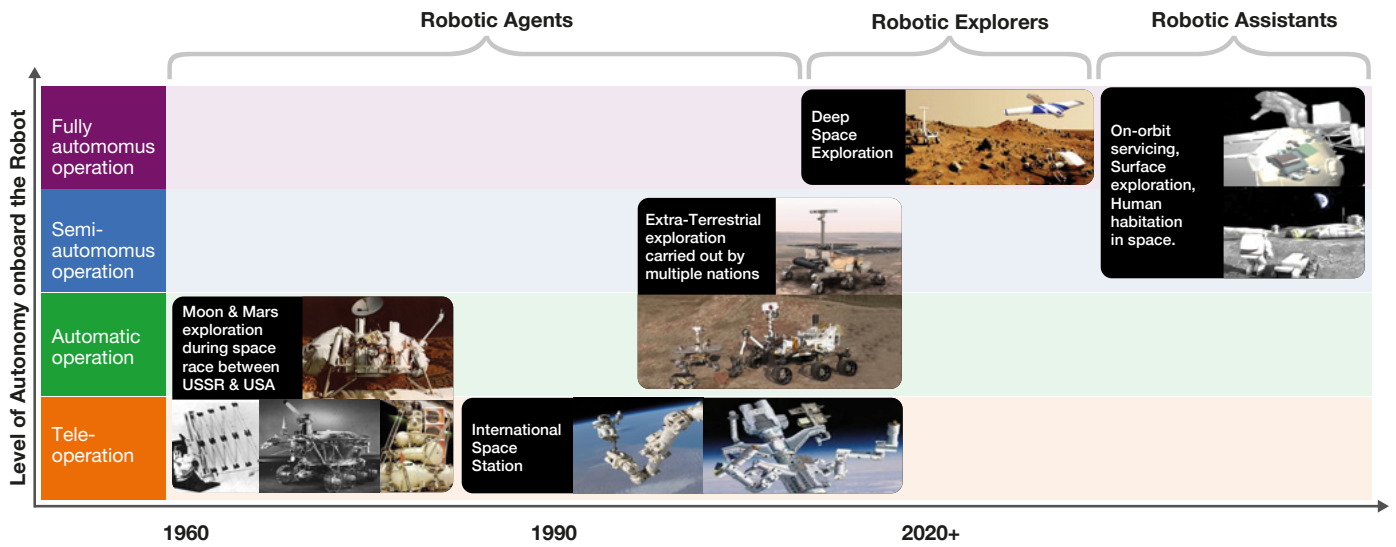 Robotic Agents
Robotic Explorers
Robotic Assistants
Level of Autonomy onboard the Robot
Fully
automomus
operation
Deep
Space
Exploration
On-orbit
servicing,
Surface
exploration,
Human
habitation
in space.
Semi-
automomus
operation
Extra-Terrestrial
exploration
carried out by
multiple nations
Automatic
operation
Moon & Mars
exploration
during space
race between
USSR & USA
Tele-
operation
International
Space
Station
1960
1990
2020+